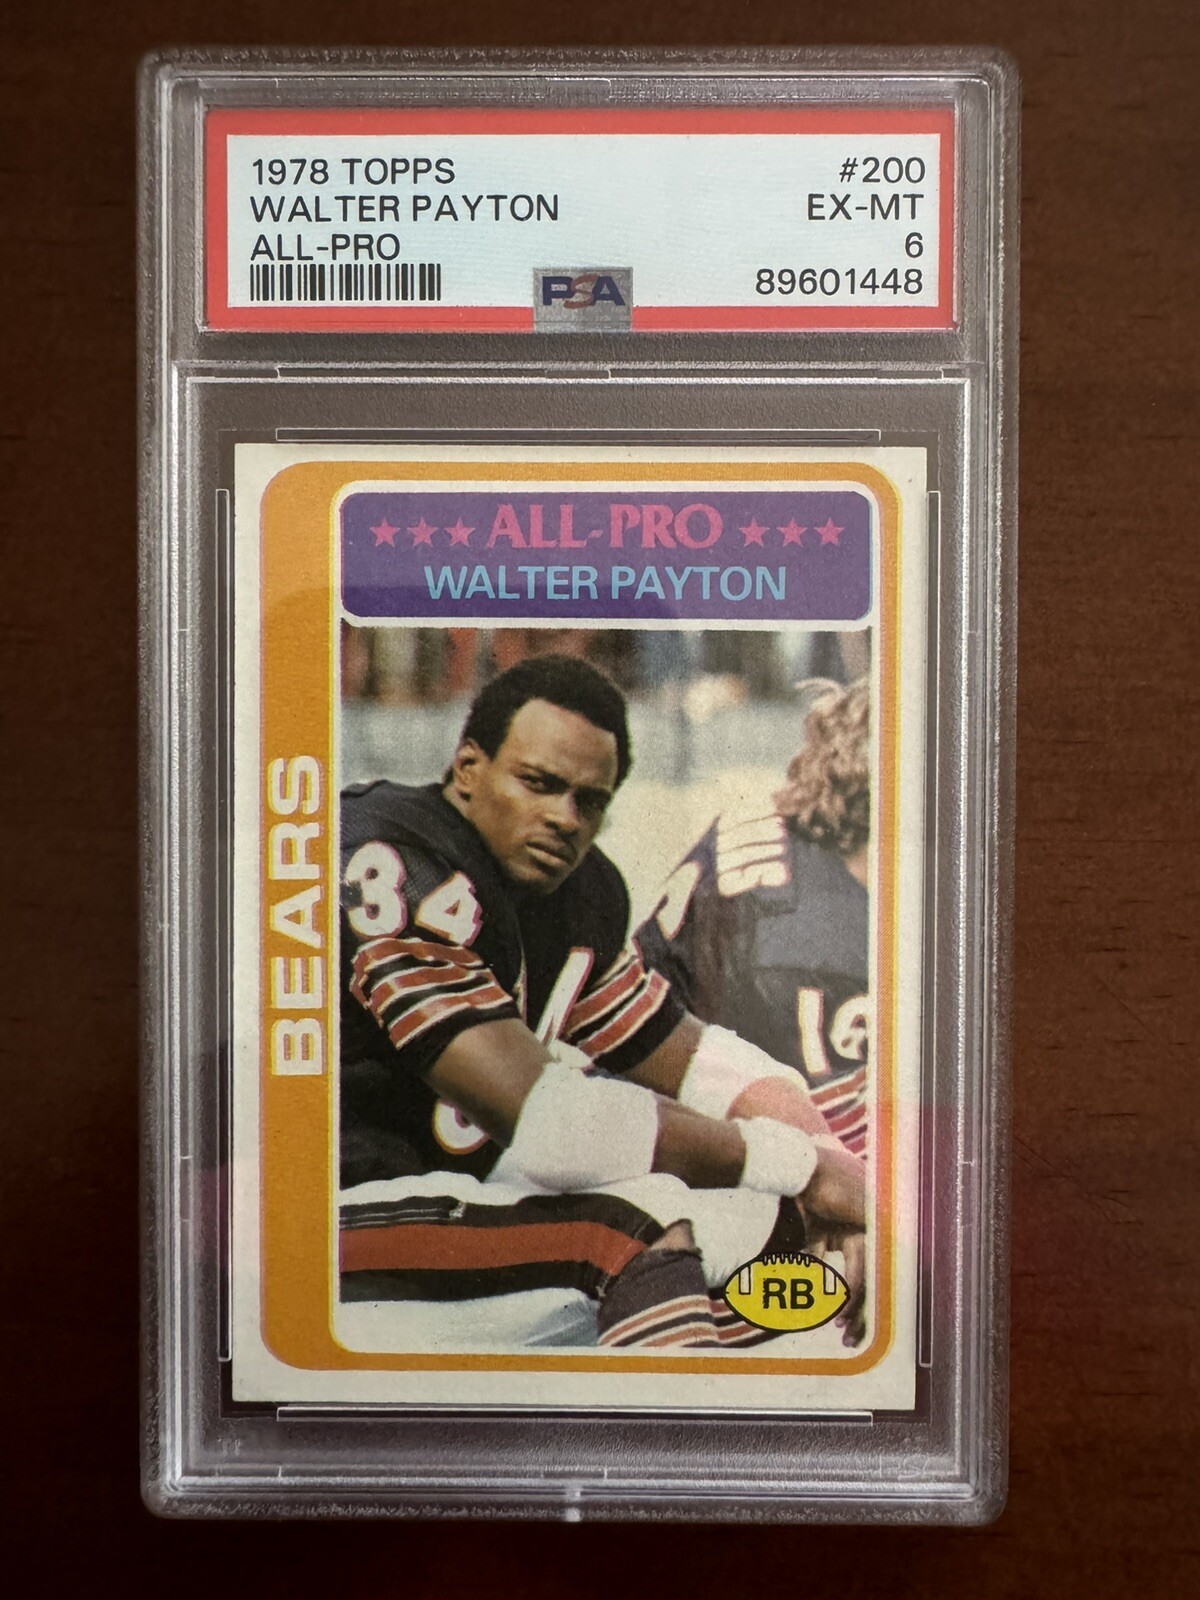 1978 TOPPS #200
WALTER PAYTON EX-MT
ALL-PRO 6
PSA 89601448
★★★ ALL-PRO ★★★
WALTER PAYTON
BEARS
34
RB